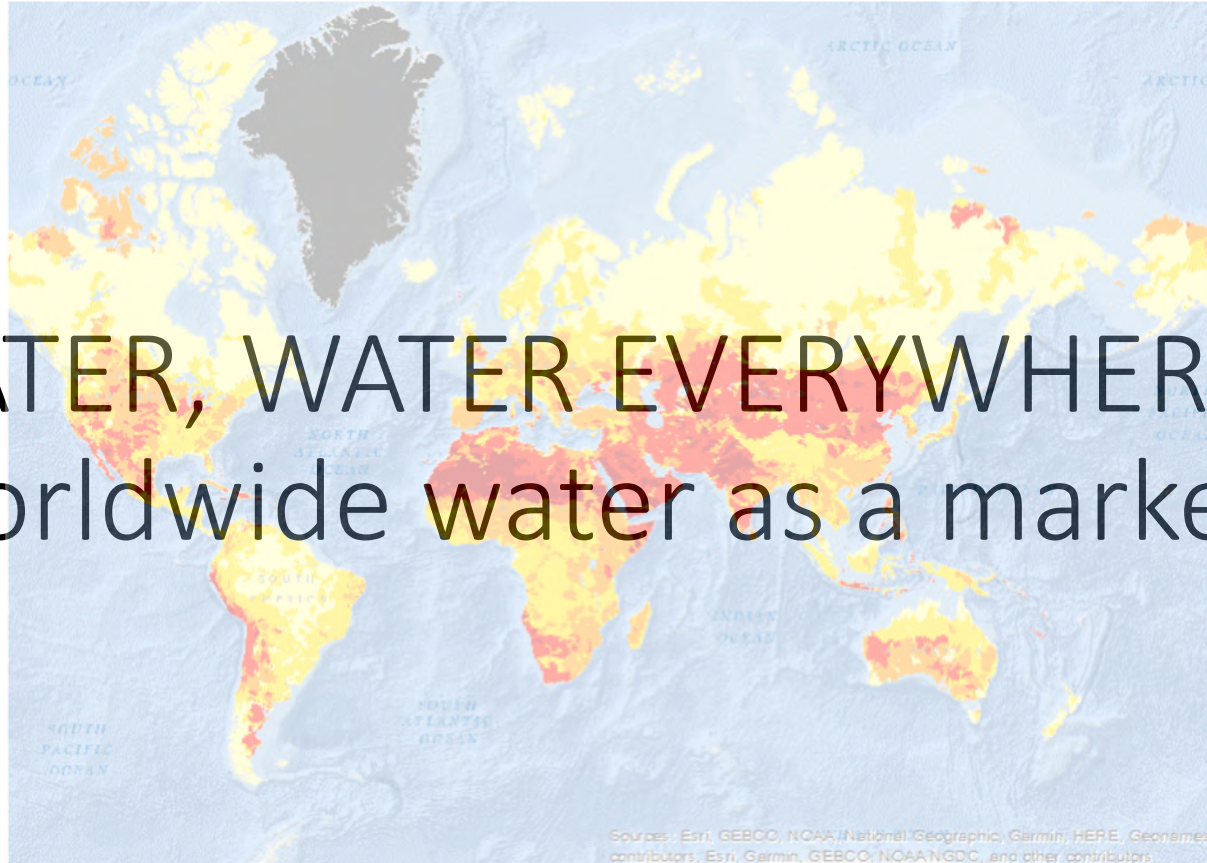 ARCTIC OCEAN
OCEAN
ARCTIC
ATER, WATER EVERYWHER
NORTH
ATLANTIC
OCEAN
OCEA
orldwide water as a marke
SOUTH
AMERICA
INDIAN
OCEAN
SOUTH
ATLANTIC
OCEAN
SOUTH
PACIFIC
OCEAN
Sources: Esri, GEBCO, NOAA, National Geographic, Garmin, HERE, Geonames
contributors, Esri, Garmin, GEBCO, NOAA NGDC, and other contributors